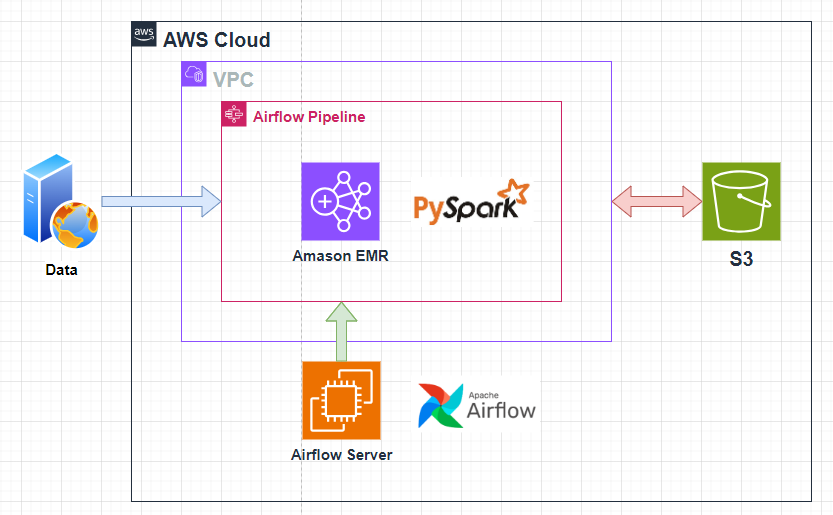 aws
AWS Cloud
VPC
Airflow Pipeline
PySpark
Amason EMR
Data
S3
Apache
Airflow
Airflow Server